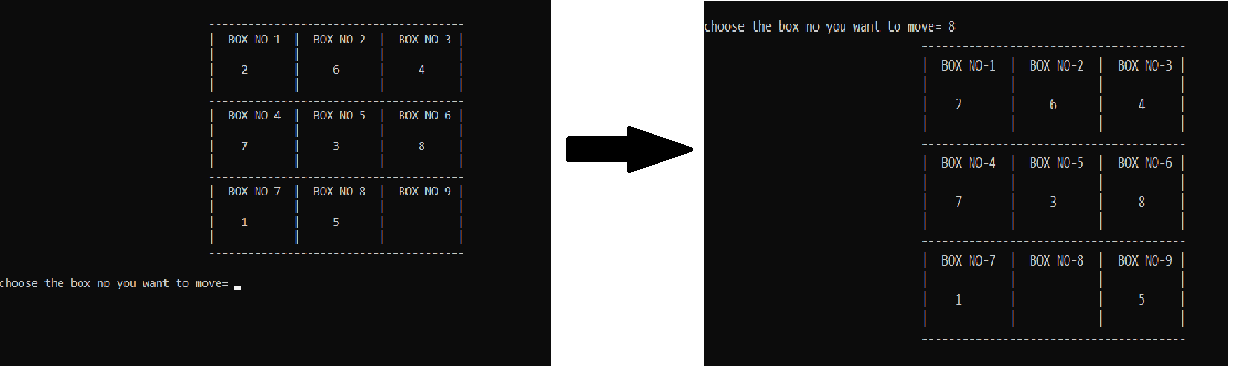 BOX NO 1 BOX NO 2 BOX NO 3
2 6 4
BOX NO 4 BOX NO 5 BOX NO 6
7 3 8
BOX NO 7 BOX NO 8 BOX NO 9
1 5
choose the box no you want to move=
choose the box no you want to move= 8
BOX NO-1 BOX NO-2 BOX NO-3
2 6 4
BOX NO-4 BOX NO-5 BOX NO-6
7 3 8
BOX NO-7 BOX NO-8 BOX NO-9
1 5